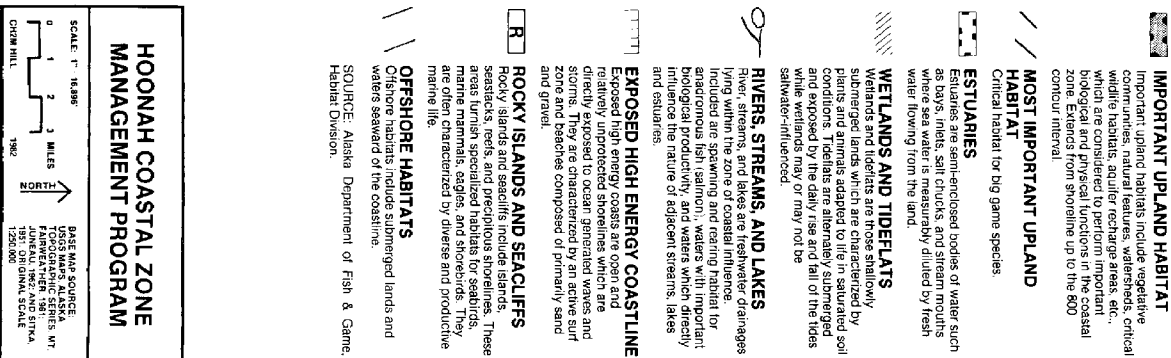 IMPORTANT UPLAND HABITAT
Important upland habitats include vegetative
communities, natural features, watersheds, critical
wildlife habitats, aquifer recharge areas, etc.,
which are considered to perform important
biological and physical functions in the coastal
zone. Extends from shoreline up to the 800
contour interval.
MOST IMPORTANT UPLAND
HABITAT
Critical habitat for big game species.
ESTUARIES
Estuaries are semi-enclosed bodies of water such
as bays, inlets, salt chucks, and stream mouths
where sea water is measurably diluted by fresh
water flowing from the land.
WETLANDS AND TIDEFLATS
Wetlands and tideflats are those shallowly
submerged lands which are characterized by
plants and animals adapted to life in saturated soil
conditions. Tideflats are alternately submerged
and exposed by the daily rise and fall of the tides
while wetlands may or may not be
saltwater-influenced.
RIVERS, STREAMS, AND LAKES
River, streams, and lakes are freshwater drainages
lying within the zone of coastal influence.
Included are spawning and rearing habitat for
anadromous fish (salmon), waters with important
biological productivity, and waters which directly
influence the nature of adjacent streams, lakes
and estuaries.
EXPOSED HIGH ENERGY COASTLINE
Exposed high energy coasts are open and
relatively unprotected shorelines which are
directly exposed to ocean generated waves and
storms. They are characterized by an active surf
zone and beaches composed of primarily sand
and gravel.
R
ROCKY ISLANDS AND SEACLIFFS
Rocky islands and seacliffs include islands,
seastacks, reefs, and precipitous shorelines. These
areas furnish specialized habitats for seabirds,
marine mammals, eagles, and shorebirds. They
are often characterized by diverse and productive
marine life.
OFFSHORE HABITATS
Offshore habitats include submerged lands and
waters seaward of the coastline.
SOURCE: Alaska Department of Fish & Game,
Habitat Division.
HOONAH COASTAL ZONE
MANAGEMENT PROGRAM
SCALE: 1" 15,896'
0 1 2 3 MILES
CH2M HILL 1982
NORTH
BASE MAP SOURCE:
USGS MAPS, ALASKA
TOPOGRAPHIC SERIES, MT.
FAIRWEATHER, 1961;
JUNEAU, 1962; AND SITKA,
1951. ORIGINAL SCALE
1:250,000